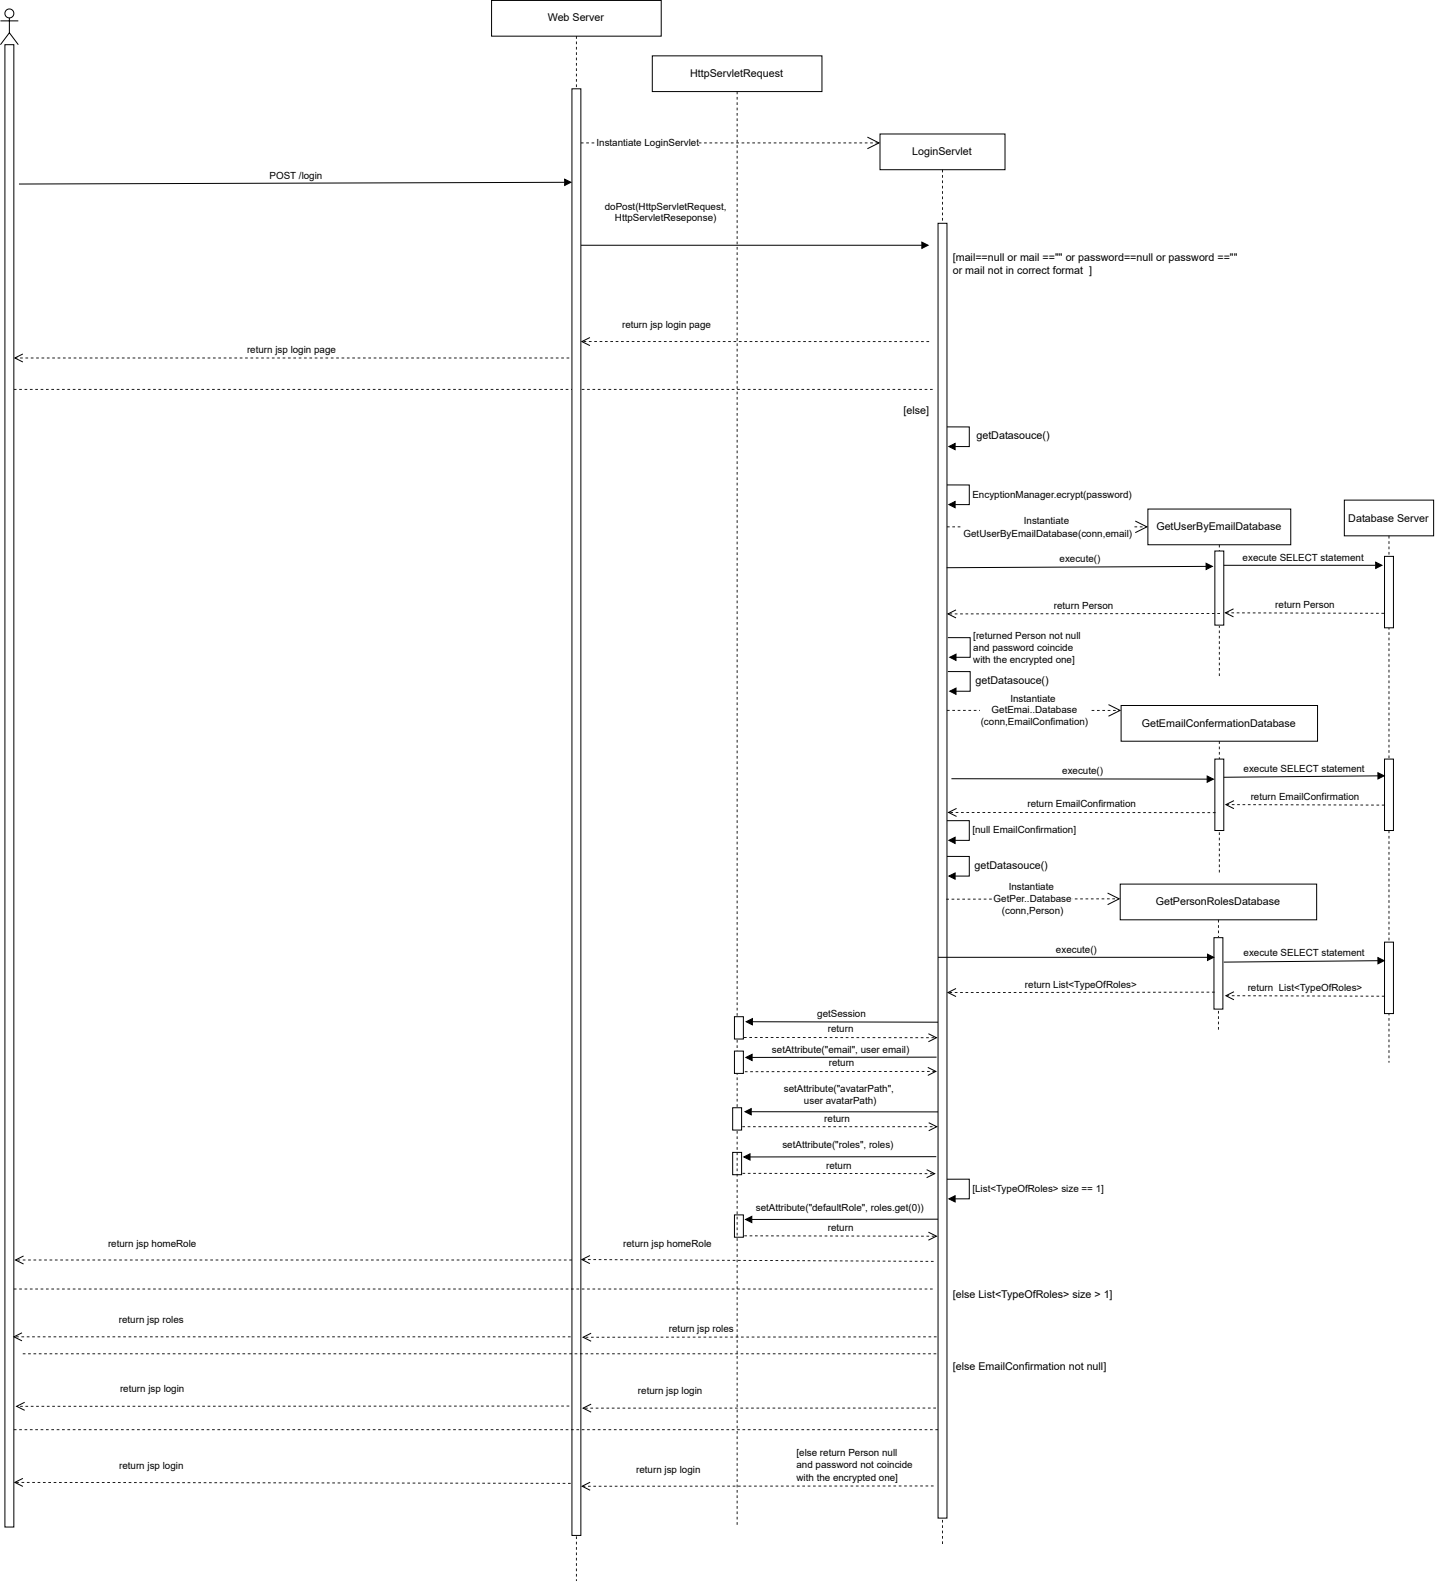 Web Server
HttpServletRequest
Instantiate LoginServlet
LoginServlet
POST /login
doPost(HttpServletRequest,
HttpServletReseponse)
[mail==null or mail =="" or password==null or password ==""
or mail not in correct format  ]
return jsp login page
return jsp login page
[else]
getDatasouce()
EncyptionManager.ecrypt(password)
Instantiate
GetUserByEmailDatabase(conn,email)
GetUserByEmailDatabase
Database Server
execute()
execute SELECT statement
return Person
return Person
[returned Person not null
and password coincide
with the encrypted one]
getDatasouce()
Instantiate
GetEmai..Database
(conn,EmailConfimation)
GetEmailConfermationDatabase
execute()
execute SELECT statement
return EmailConfirmation
return EmailConfirmation
[null EmailConfirmation]
getDatasouce()
Instantiate
GetPer..Database
(conn,Person)
GetPersonRolesDatabase
execute()
execute SELECT statement
return List<TypeOfRoles>
return  List<TypeOfRoles>
getSession
return
setAttribute("email", user email)
return
setAttribute("avatarPath",
user avatarPath)
return
setAttribute("roles", roles)
return
[List<TypeOfRoles> size == 1]
setAttribute("defaultRole", roles.get(0))
return
return jsp homeRole
return jsp homeRole
[else List<TypeOfRoles> size > 1]
return jsp roles
return jsp roles
[else EmailConfirmation not null]
return jsp login
return jsp login
[else return Person null
and password not coincide
with the encrypted one]
return jsp login
return jsp login